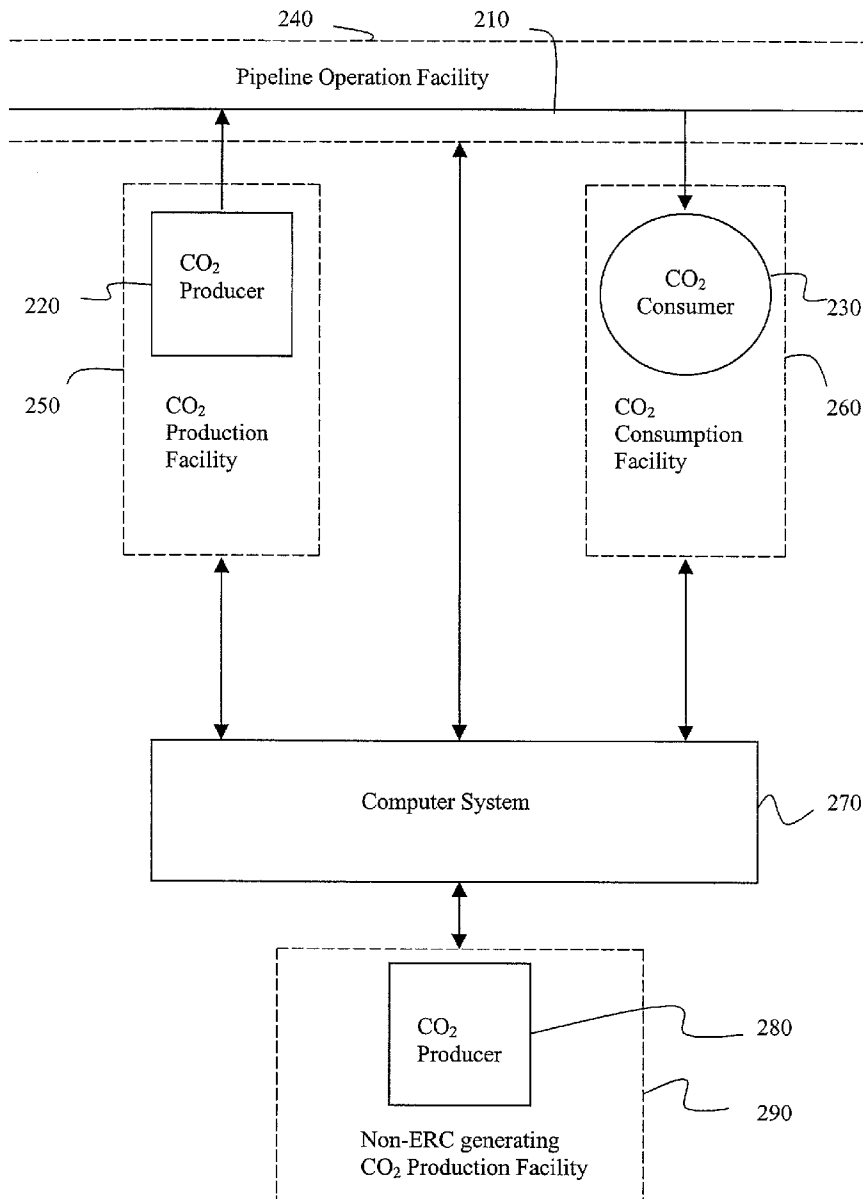 240
210
Pipeline Operation Facility
CO₂
Producer
220
250
CO₂
Production
Facility
CO₂
Consumer
230
260
CO₂
Consumption
Facility
Computer System
270
CO₂
Producer
280
290
Non-ERC generating
CO₂ Production Facility